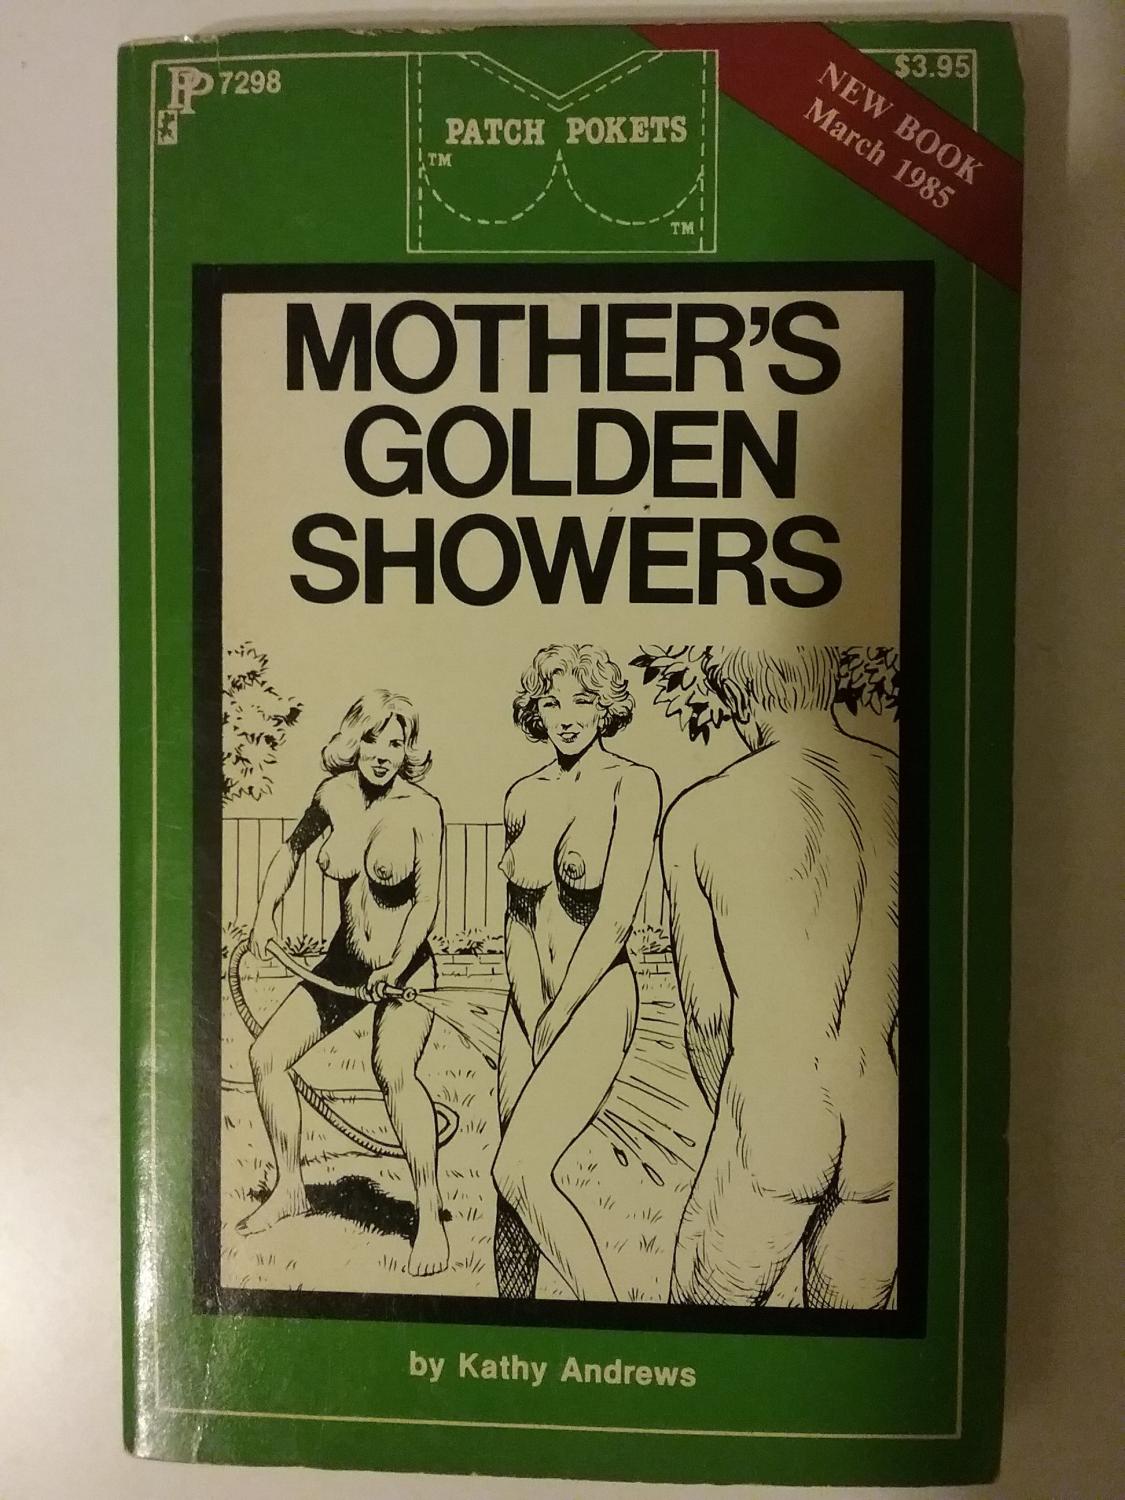 PP 7298
$3.95
NEW BOOK
March 1985
PATCH POKETS
TM
TM
MOTHER'S
GOLDEN
SHOWERS
by Kathy Andrews